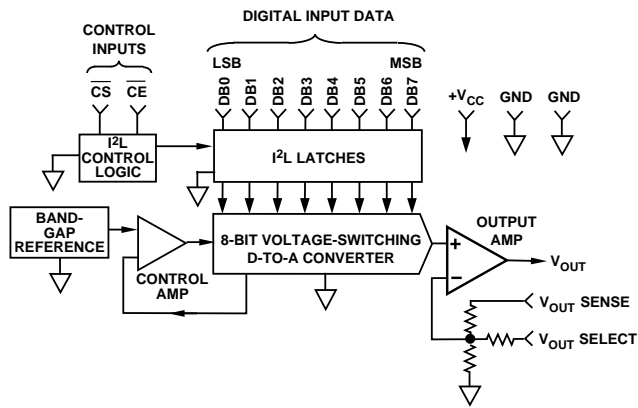 DIGITAL INPUT DATA
CONTROL
INPUTS
LSB
MSB
CS
CE
DB0
DB1
DB2
DB3
DB4
DB5
DB6
DB7
+VCC
GND
GND
I2L
CONTROL
LOGIC
I2L LATCHES
BAND-
GAP
REFERENCE
CONTROL
AMP
8-BIT VOLTAGE-SWITCHING
D-TO-A CONVERTER
OUTPUT
AMP
+
–
VOUT
VOUT SENSE
VOUT SELECT